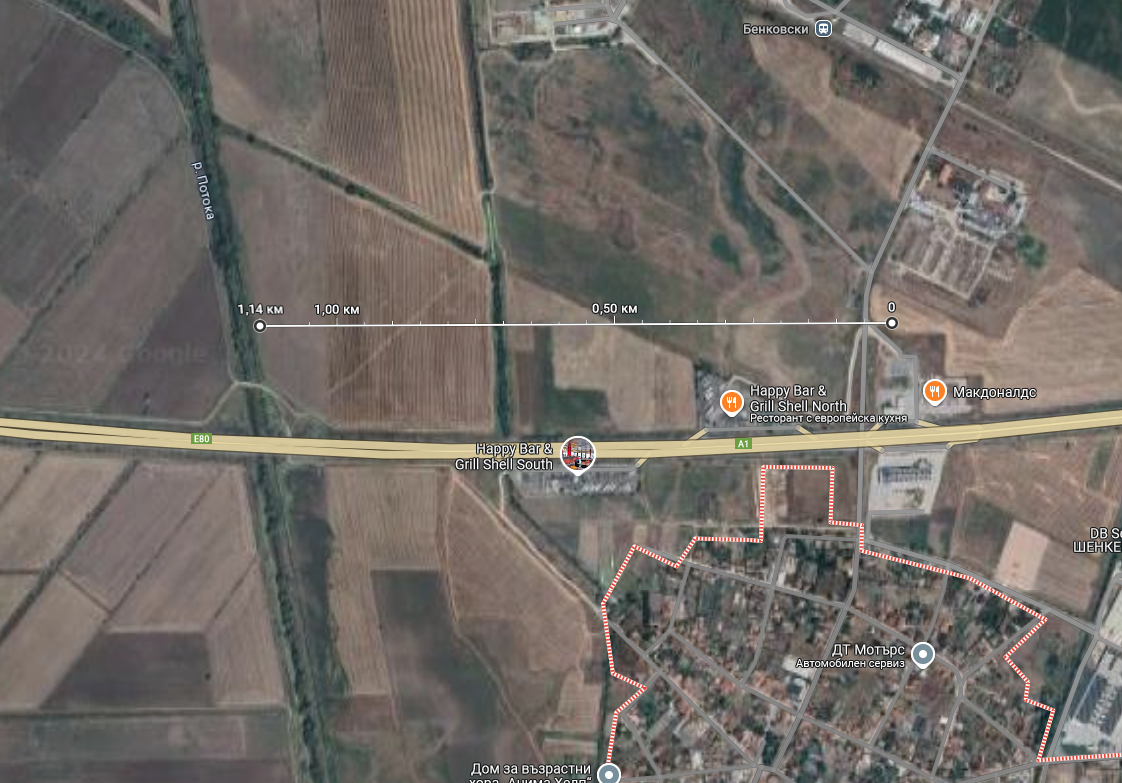 Бенковски
р. Потока
1,14 км
1,00 км
0,50 км
0
©2024 Google
Happy Bar &
Grill Shell North
Ресторант с европейска кухня
Макдоналдс
E80
A1
Happy Bar &
Grill Shell South
DB
ШЕНКЕ
ДТ Мотърс
Автомобилен сервиз
Дом за възрастни